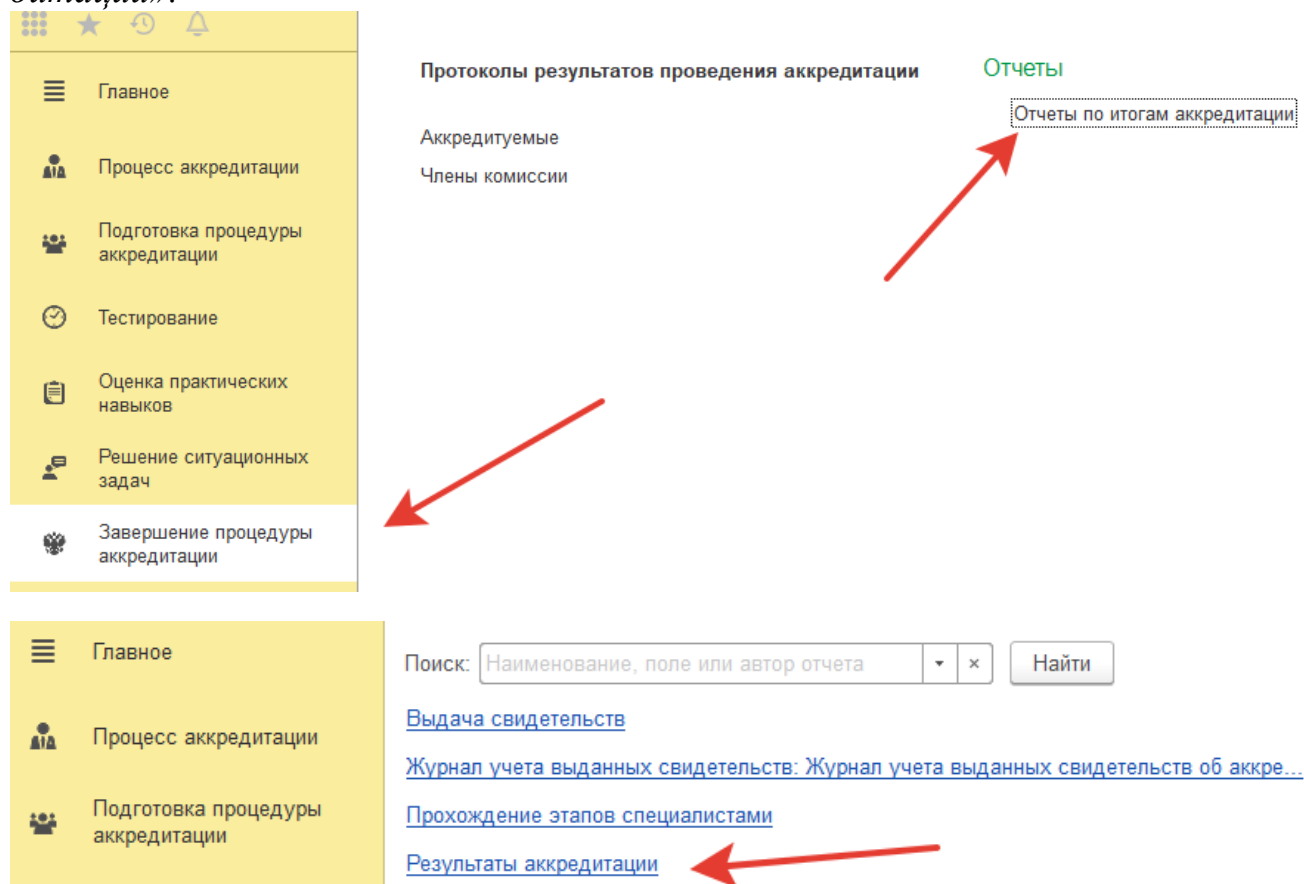 Главное
Процесс аккредитации
Подготовка процедуры
аккредитации
Тестирование
Оценка практических
навыков
Решение ситуационных
задач
Завершение процедуры
аккредитации
Протоколы результатов проведения аккредитации
Аккредитуемые
Члены комиссии
Отчеты
Отчеты по итогам аккредитации
Главное
Процесс аккредитации
Подготовка процедуры
аккредитации
Поиск: Наименование, поле или автор отчета Найти
Выдача свидетельств
Журнал учета выданных свидетельств: Журнал учета выданных свидетельств об аккре...
Прохождение этапов специалистами
Результаты аккредитации